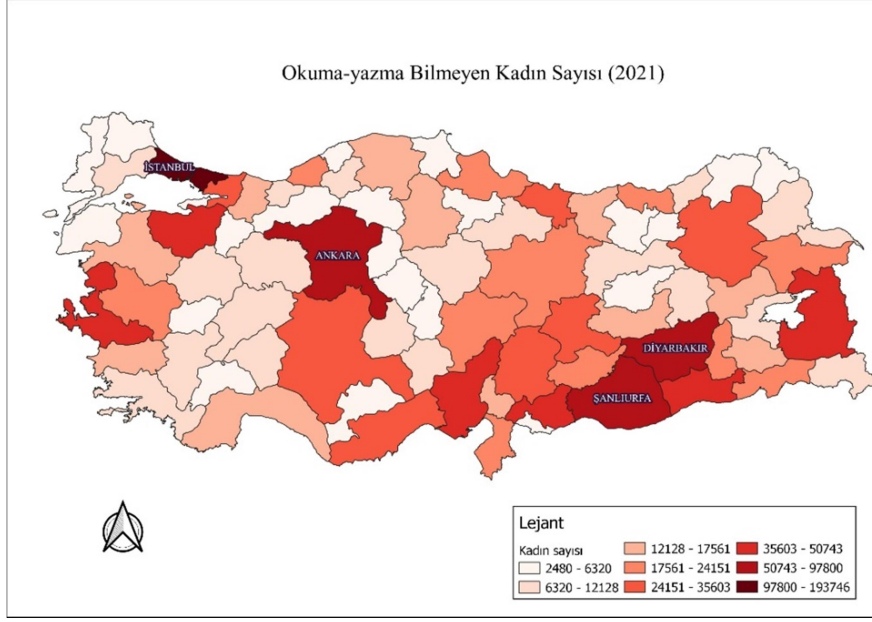 Okuma-yazma Bilmeyen Kadın Sayısı (2021)
İSTANBUL
ANKARA
DİYARBAKIR
ŞANLIURFA
Lejant
Kadın sayısı
2480 - 6320
6320 - 12128
12128 - 17561
17561 - 24151
24151 - 35603
35603 - 50743
50743 - 97800
97800 - 193746